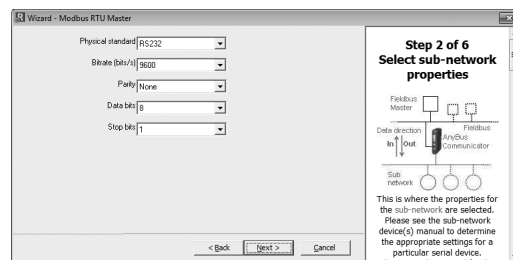 Wizard - Modbus RTU Master
Physical standard RS232
Bitrate (bits/s) 9600
Parity None
Data bits 8
Stop bits 1
< Back Next > Cancel
Step 2 of 6
Select sub-network
properties
Fieldbus
Master
Fieldbus
Data direction
In Out
AnyBus
Communicator
Sub
network
This is where the properties for
the sub-network are selected.
Please see the sub-network
device(s) manual to determine
the appropriate settings for a
particular serial device.